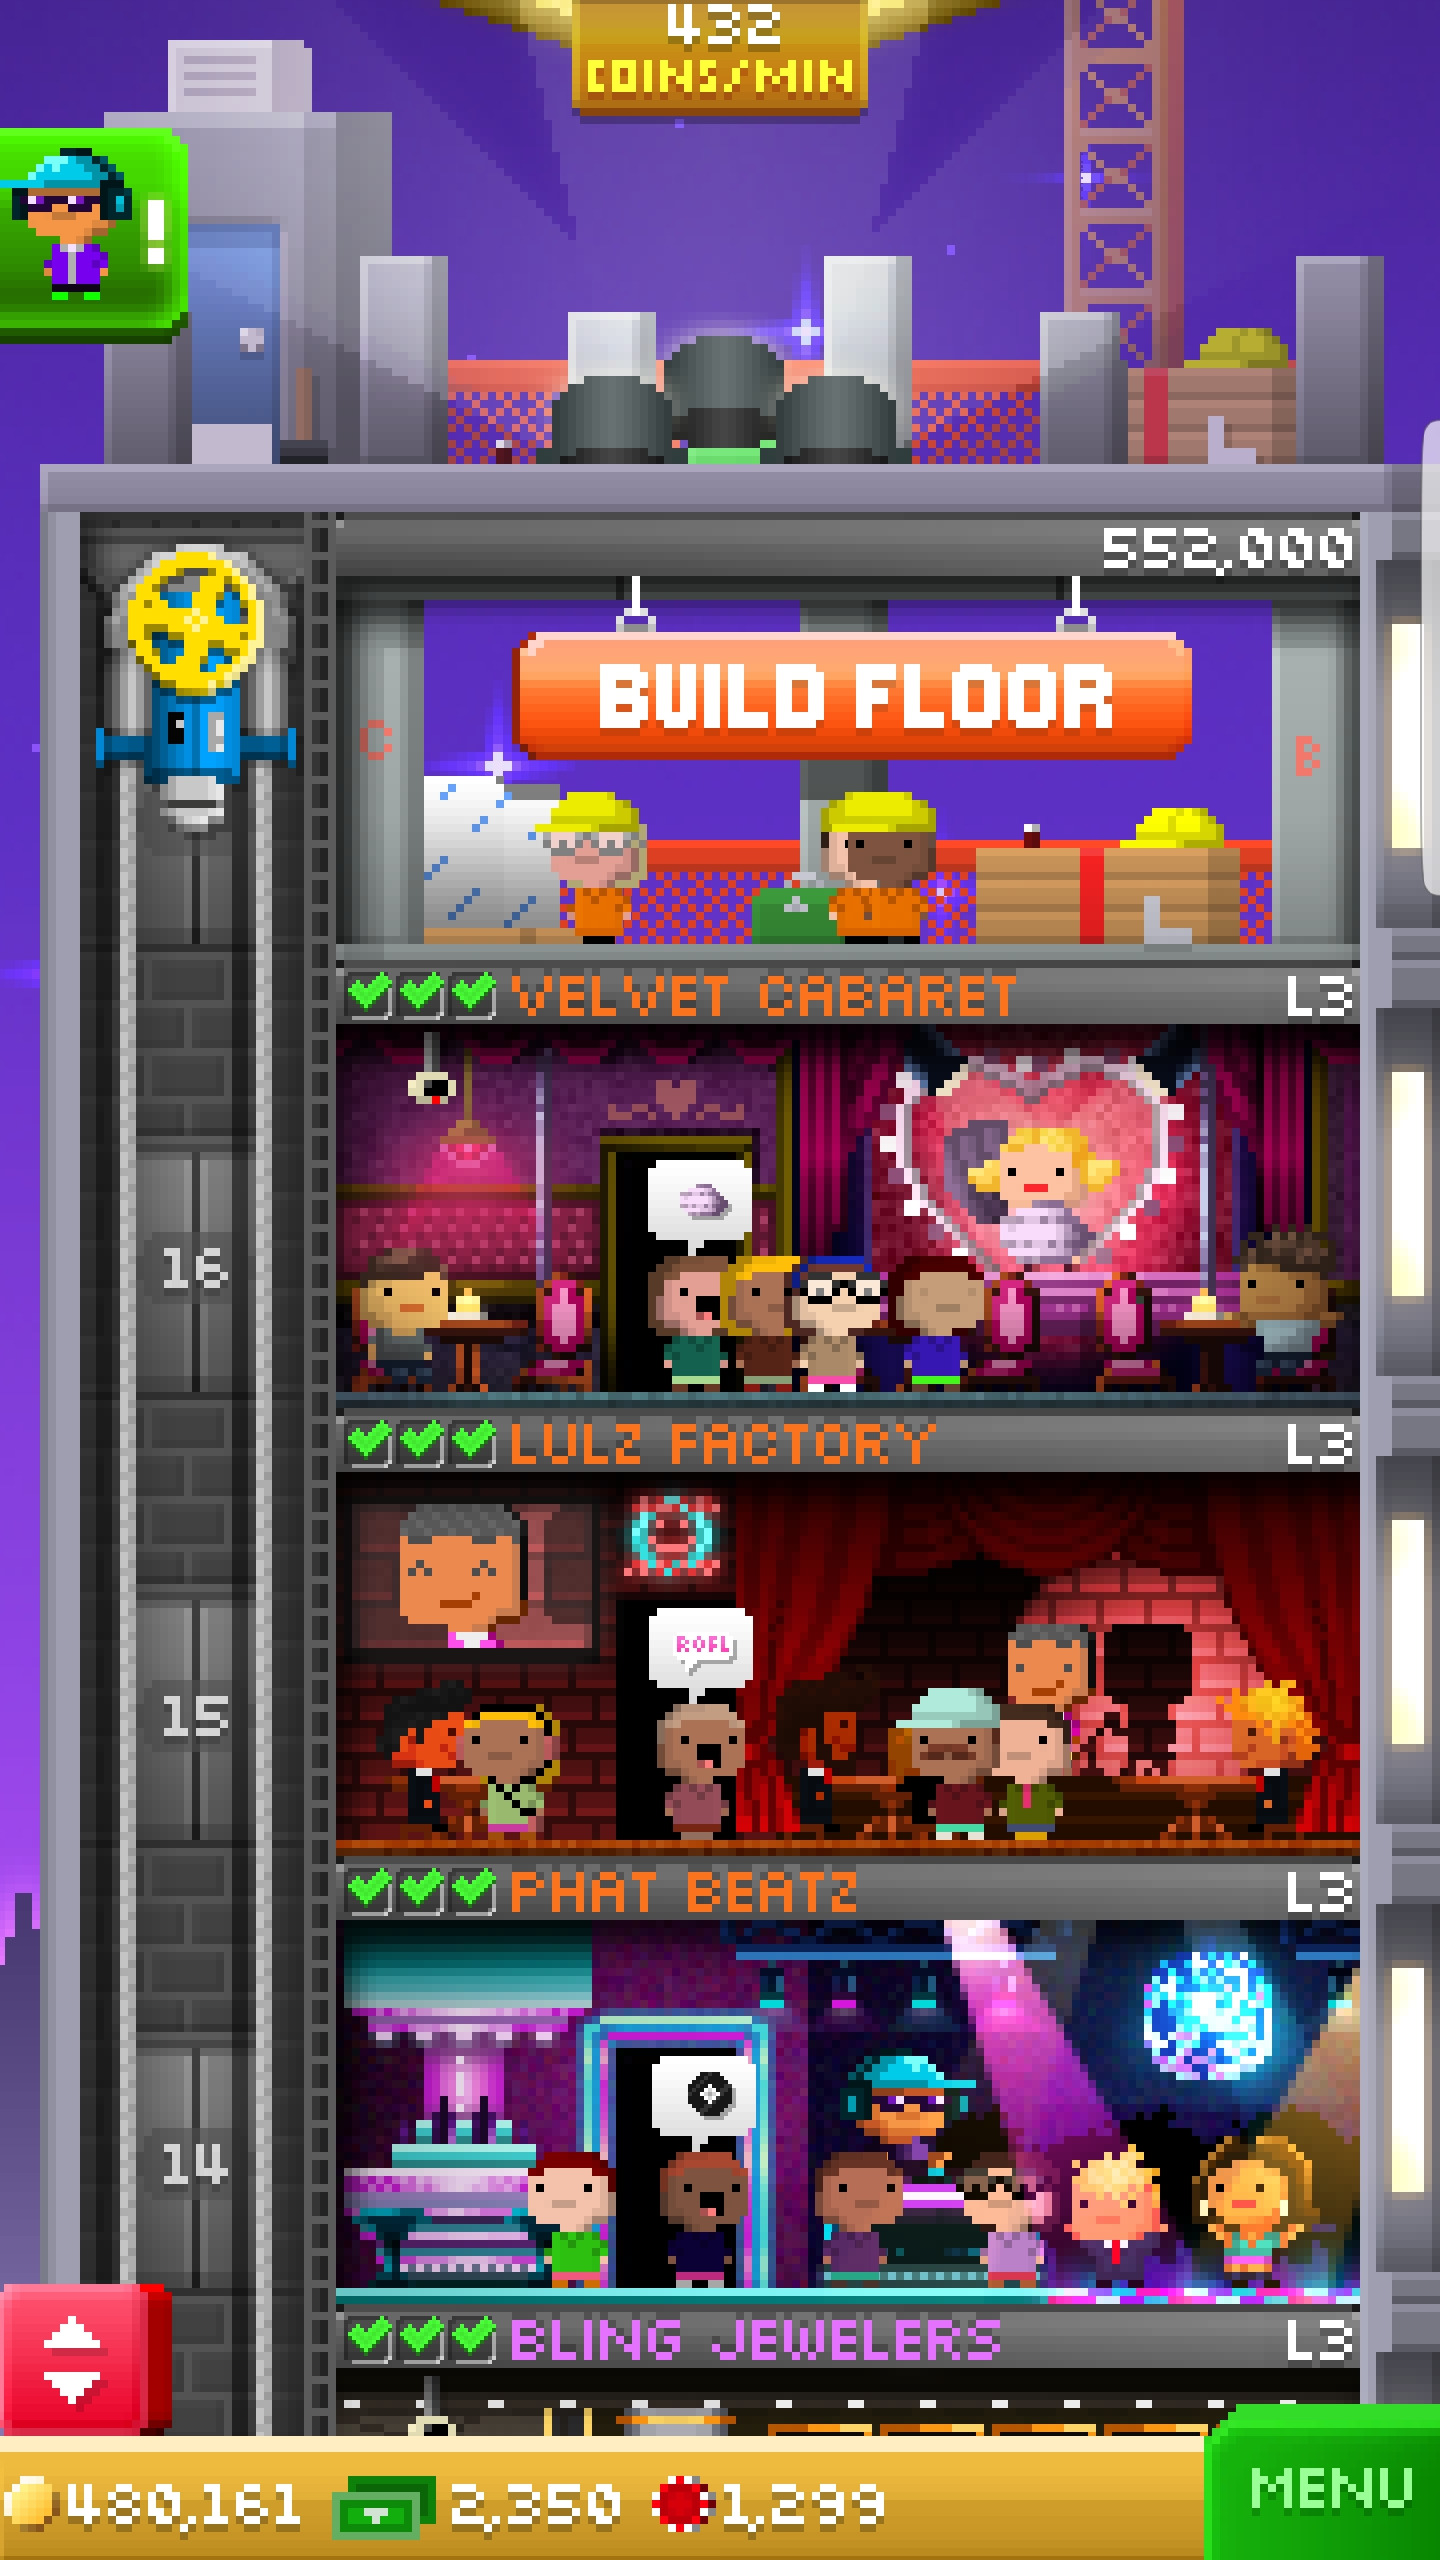 432
COINS/MIN
!
552,000
BUILD FLOOR
C
B
VELVET CABARET L3
16
LULZ FACTORY L3
ROFL
15
PHAT BEATZ L3
14
BLING JEWELERS L3
480,161 2,350 1,299
MENU